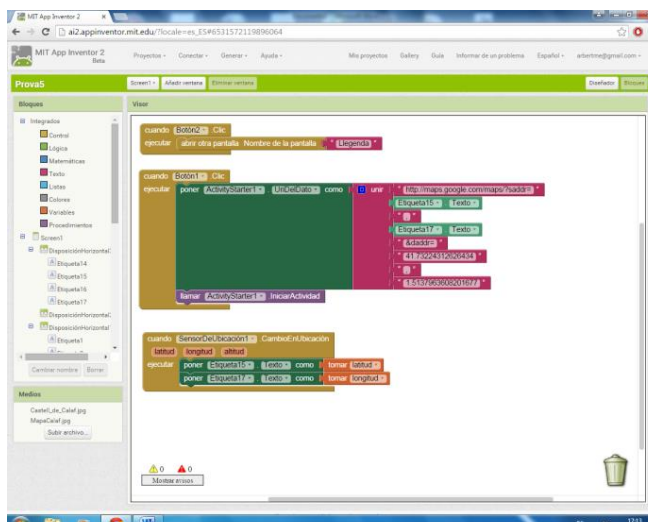 MIT App Inventor 2
ai2.appinventor.mit.edu/?locale=es_ES#6531572119896064
MIT App Inventor 2
Beta
Proyectos Conectar Generar Ayuda Mis proyectos Gallery Guía Informar de un problema Español
Prova5 Screen1 Añadir ventana Eliminar ventana Diseñador Bloques
Bloques Visor
Integrados
Control
Lógica
Matemáticas
Texto
Listas
Colores
Variables
Procedimientos
Screen1
DisposiciónHorizontal
Etiqueta14
Etiqueta15
Etiqueta16
Etiqueta17
DisposiciónHorizontal
Etiqueta1
Cambiar nombre Borrar
Medios
Castell_de_Calaf.jpg
MapaCalaf.jpg
Subir archivo...
cuando Botón2 .Clic
ejecutar abrir otra pantalla Nombre de la pantalla " Llegenda "
cuando Botón1 .Clic
ejecutar poner ActivityStarter1 . UriDelDato como unir " http://maps.google.com/maps/?saddr= "
Etiqueta15 . Texto
" , "
Etiqueta17 . Texto
" &daddr= "
" 41.73224312626434 "
" , "
" 1.5137963608201677 "
llamar ActivityStarter1 .IniciarActividad
cuando SensorDeUbicación1 .CambioEnUbicación
latitud longitud altitud
ejecutar poner Etiqueta15 . Texto como tomar latitud
poner Etiqueta17 . Texto como tomar longitud
0 0
Mostrar avisos
17:13